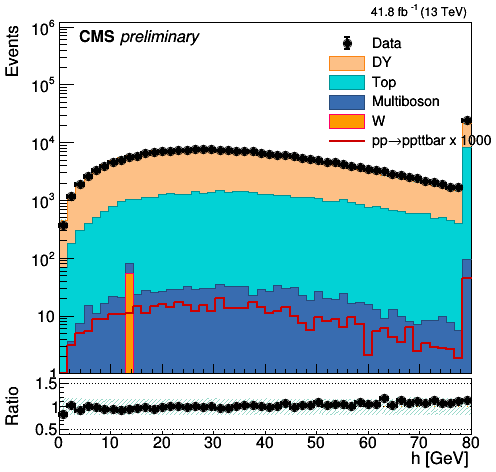 41.8 fb⁻¹ (13 TeV)
CMS preliminary
Events
10⁶
10⁵
10⁴
10³
10²
10
1
Data
DY
Top
Multiboson
W
pp→ppttbar x 1000
Ratio
1.5
1
0.5
0 10 20 30 40 50 60 70 80
h [GeV]